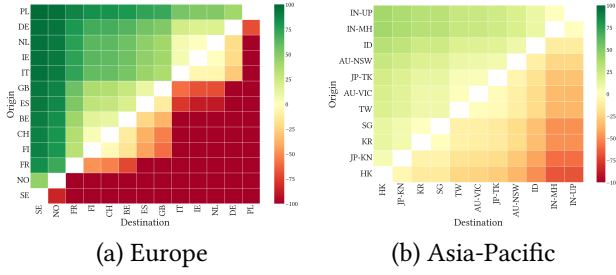 PL
DE
NL
IE
IT
GB
ES
BE
CH
FI
FR
NO
SE
Origin
SE
NO
FR
FI
CH
BE
ES
GB
IT
IE
NL
DE
PL
Destination
100
75
50
25
0
−25
−50
−75
−100
(a) Europe
IN-UP
IN-MH
ID
AU-NSW
JP-TK
AU-VIC
TW
SG
KR
JP-KN
HK
Origin
HK
JP-KN
KR
SG
TW
AU-VIC
JP-TK
AU-NSW
ID
IN-MH
IN-UP
Destination
100
75
50
25
0
−25
−50
−75
−100
(b) Asia-Pacific